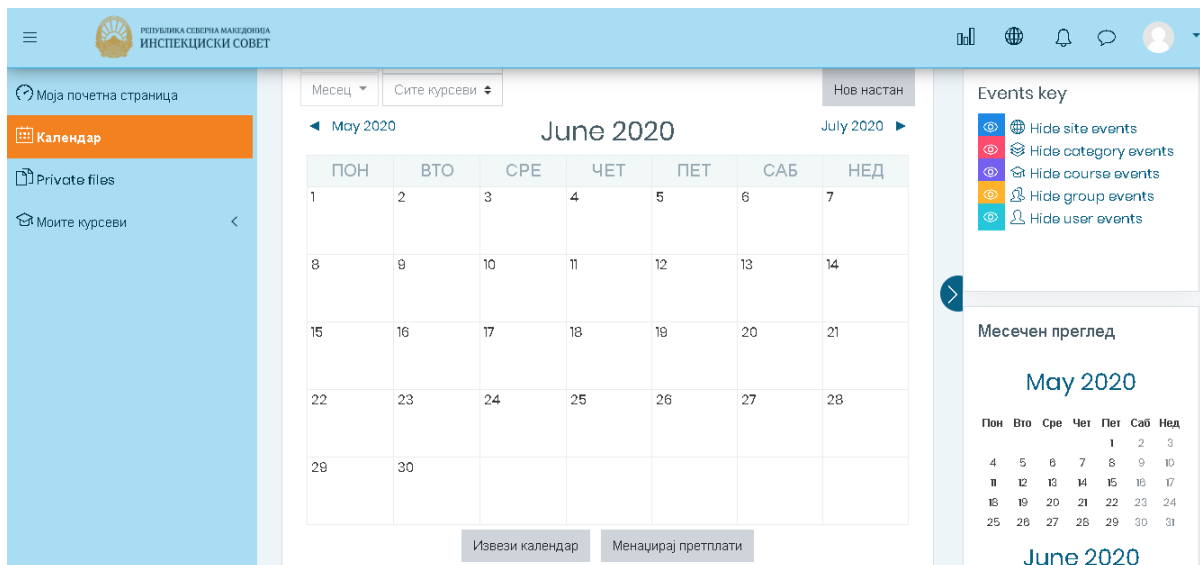 РЕПУБЛИКА СЕВЕРНА МАКЕДОНИЈА
ИНСПЕКЦИСКИ СОВЕТ
Моја почетна страница
Календар
Private files
Моите курсеви
Месец Сите курсеви Нов настан
May 2020 June 2020 July 2020
ПОН ВТО СРЕ ЧЕТ ПЕТ САБ НЕД
1 2 3 4 5 6 7
8 9 10 11 12 13 14
15 16 17 18 19 20 21
22 23 24 25 26 27 28
29 30
Извези календар Менаџирај претплати
Events key
Hide site events
Hide category events
Hide course events
Hide group events
Hide user events
Месечен преглед
May 2020
Пон Вто Сре Чет Пет Саб Нед
1 2 3
4 5 6 7 8 9 10
11 12 13 14 15 16 17
18 19 20 21 22 23 24
25 26 27 28 29 30 31
June 2020